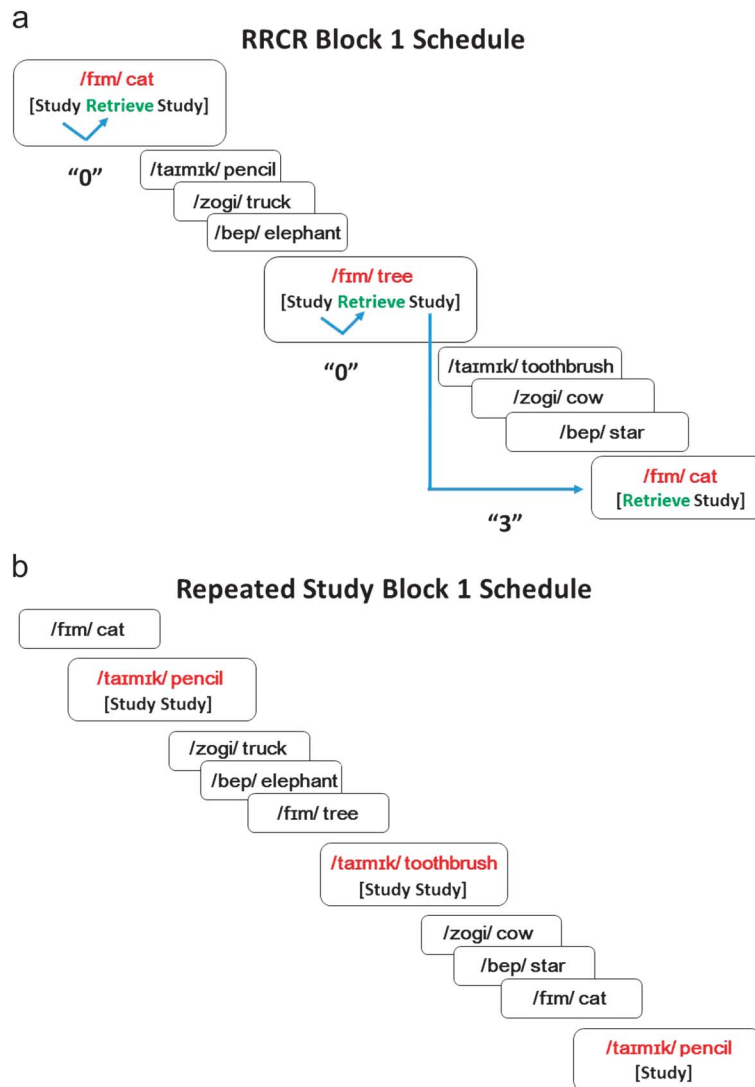 a
RRCR Block 1 Schedule
/fɪm/ cat
[Study Retrieve Study]
“0”
/taɪmɪk/ pencil
/zogi/ truck
/bep/ elephant
/fɪm/ tree
[Study Retrieve Study]
“0”
/taɪmɪk/ toothbrush
/zogi/ cow
/bep/ star
/fɪm/ cat
[Retrieve Study]
“3”
b
Repeated Study Block 1 Schedule
/fɪm/ cat
/taɪmɪk/ pencil
[Study Study]
/zogi/ truck
/bep/ elephant
/fɪm/ tree
/taɪmɪk/ toothbrush
[Study Study]
/zogi/ cow
/bep/ star
/fɪm/ cat
/taɪmɪk/ pencil
[Study]